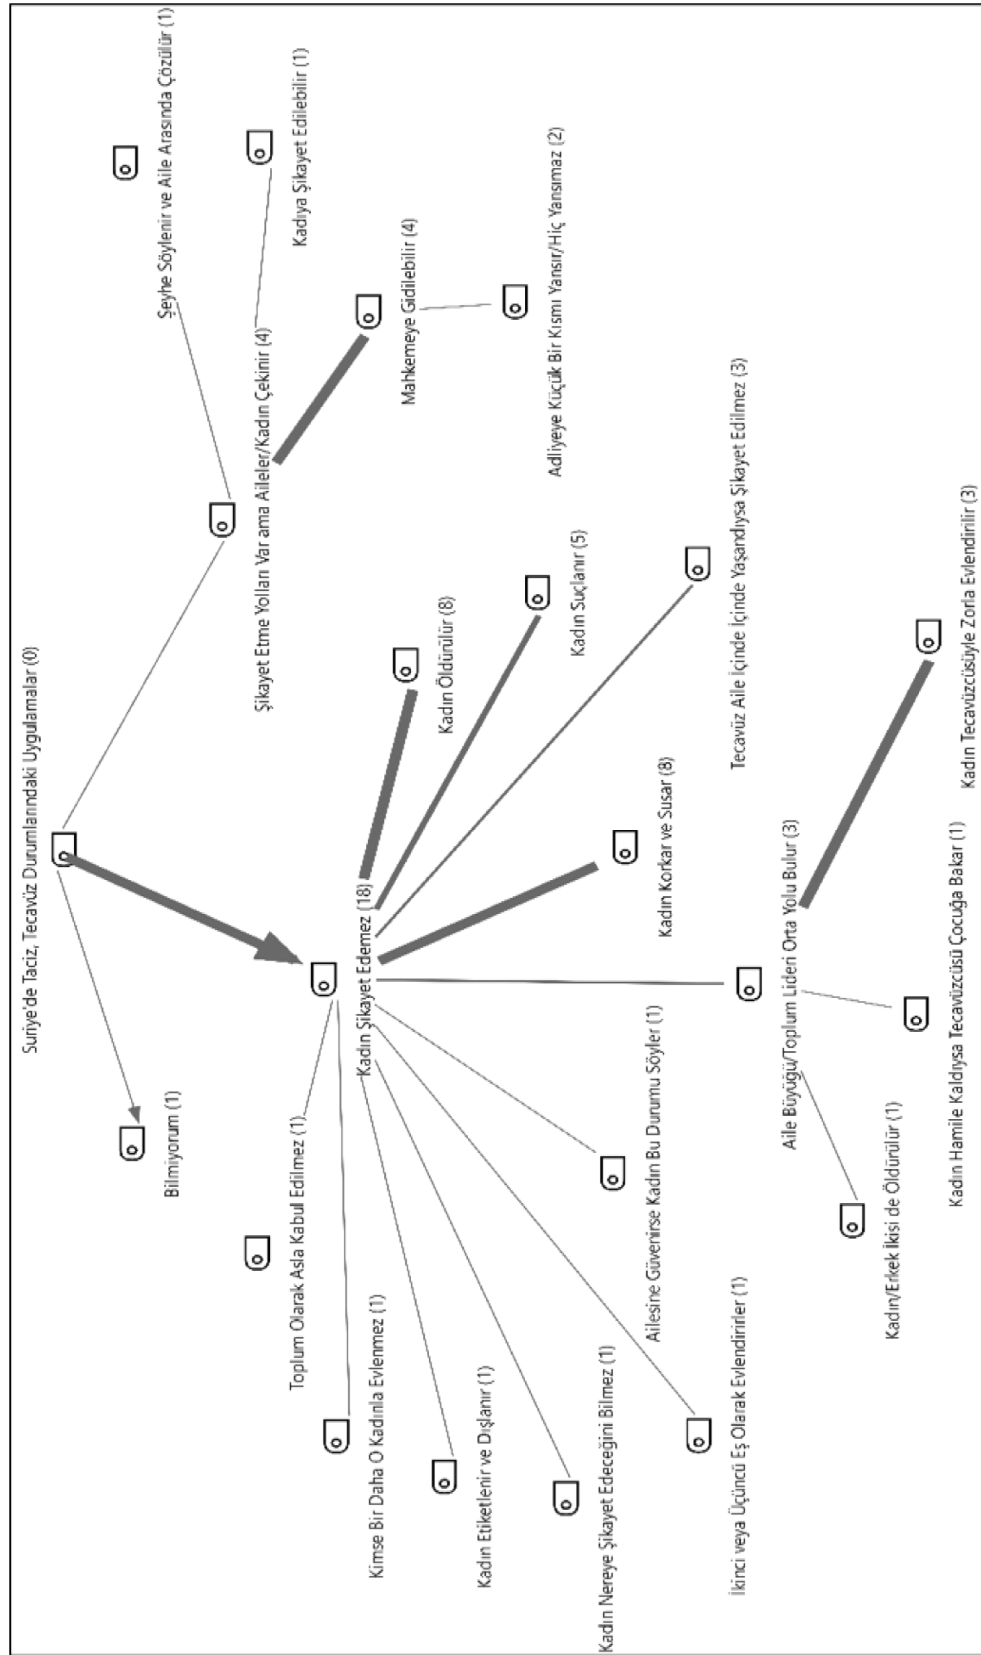 Suriye'de Taciz, Tecavüz Durumlarındaki Uygulamalar (0)
Bilmiyorum (1)
Şeyhe Söylenir ve Aile Arasında Çözülür (1)
Şikayet Etme Yolları Var ama Aileler/Kadın Çekinir (4)
Kadıya Şikayet Edilebilir (1)
Mahkemeye Gidilebilir (4)
Adliyeye Küçük Bir Kısmı Yansır/Hiç Yansımaz (2)
Kadın Şikayet Edemez (18)
Kadın Öldürülür (8)
Kadın Suçlanır (5)
Tecavüz Aile İçinde Yaşandıysa Şikayet Edilmez (3)
Kadın Korkar ve Susar (8)
Toplum Olarak Asla Kabul Edilmez (1)
Kimse Bir Daha O Kadınla Evlenmez (1)
Kadın Etiketlenir ve Dışlanır (1)
Kadın Nereye Şikayet Edeceğini Bilmez (1)
Ailesine Güvenirse Kadın Bu Durumu Söyler (1)
İkinci veya Üçüncü Eş Olarak Evlendirirler (1)
Aile Büyüğü/Toplum Lideri Orta Yolu Bulur (3)
Kadın/Erkek İkisi de Öldürülür (1)
Kadın Hamile Kaldıysa Tecavüzcüsü Çocuğa Bakar (1)
Kadın Tecavüzcüsüyle Zorla Evlendirilir (3)